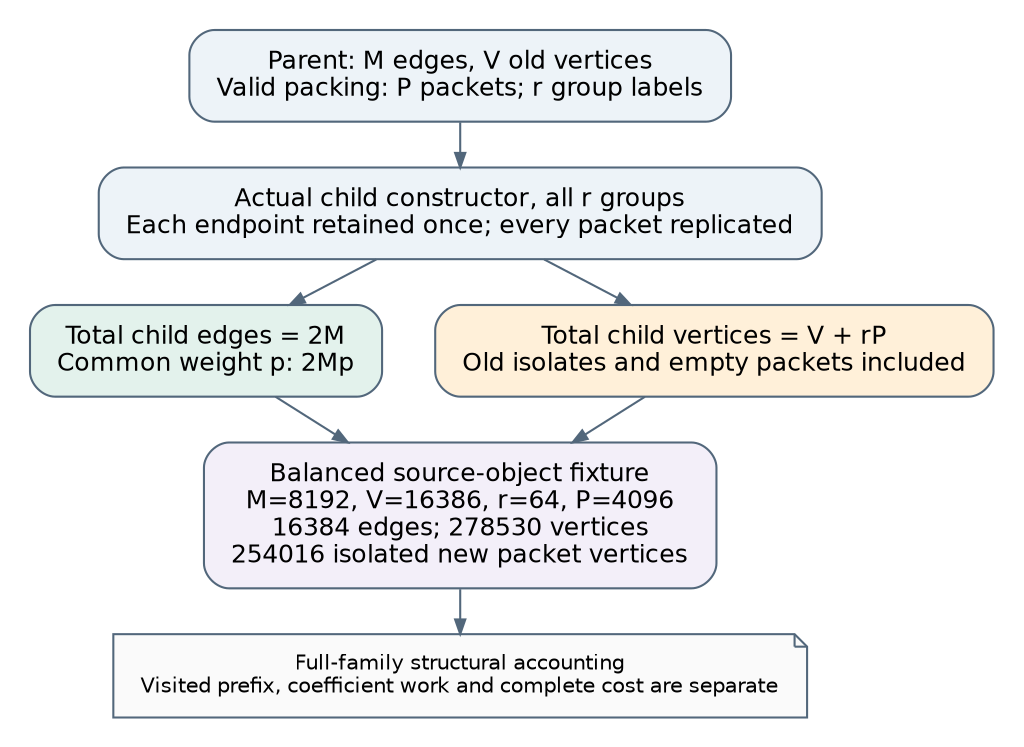 Parent: M edges, V old vertices
Valid packing: P packets; r group labels
Actual child constructor, all r groups
Each endpoint retained once; every packet replicated
Total child edges = 2M
Common weight p: 2Mp
Total child vertices = V + rP
Old isolates and empty packets included
Balanced source-object fixture
M=8192, V=16386, r=64, P=4096
16384 edges; 278530 vertices
254016 isolated new packet vertices
Full-family structural accounting
Visited prefix, coefficient work and complete cost are separate